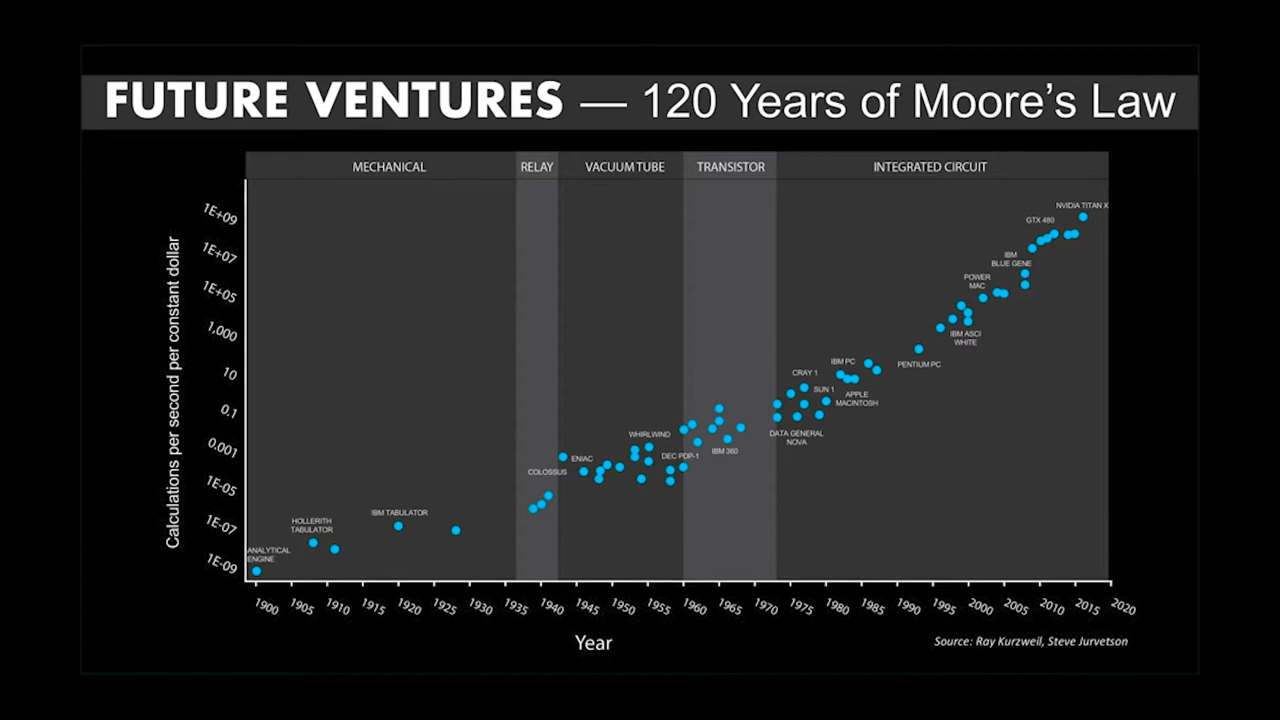 FUTURE VENTURES — 120 Years of Moore's Law
MECHANICAL
RELAY
VACUUM TUBE
TRANSISTOR
INTEGRATED CIRCUIT
Calculations per second per constant dollar
1E+09
1E+07
1E+05
1,000
10
0.1
0.001
1E-05
1E-07
1E-09
ANALYTICAL
ENGINE
HOLLERITH
TABULATOR
IBM TABULATOR
COLOSSUS
ENIAC
WHIRLWIND
DEC PDP-1
IBM 360
DATA GENERAL
NOVA
CRAY 1
SUN 1
IBM PC
APPLE
MACINTOSH
PENTIUM PC
IBM ASCI
WHITE
POWER
MAC
IBM
BLUE GENE
GTX 480
NVIDIA TITAN X
1900 1905 1910 1915 1920 1925 1930 1935 1940 1945 1950 1955 1960 1965 1970 1975 1980 1985 1990 1995 2000 2005 2010 2015 2020
Year
Source: Ray Kurzweil, Steve Jurvetson